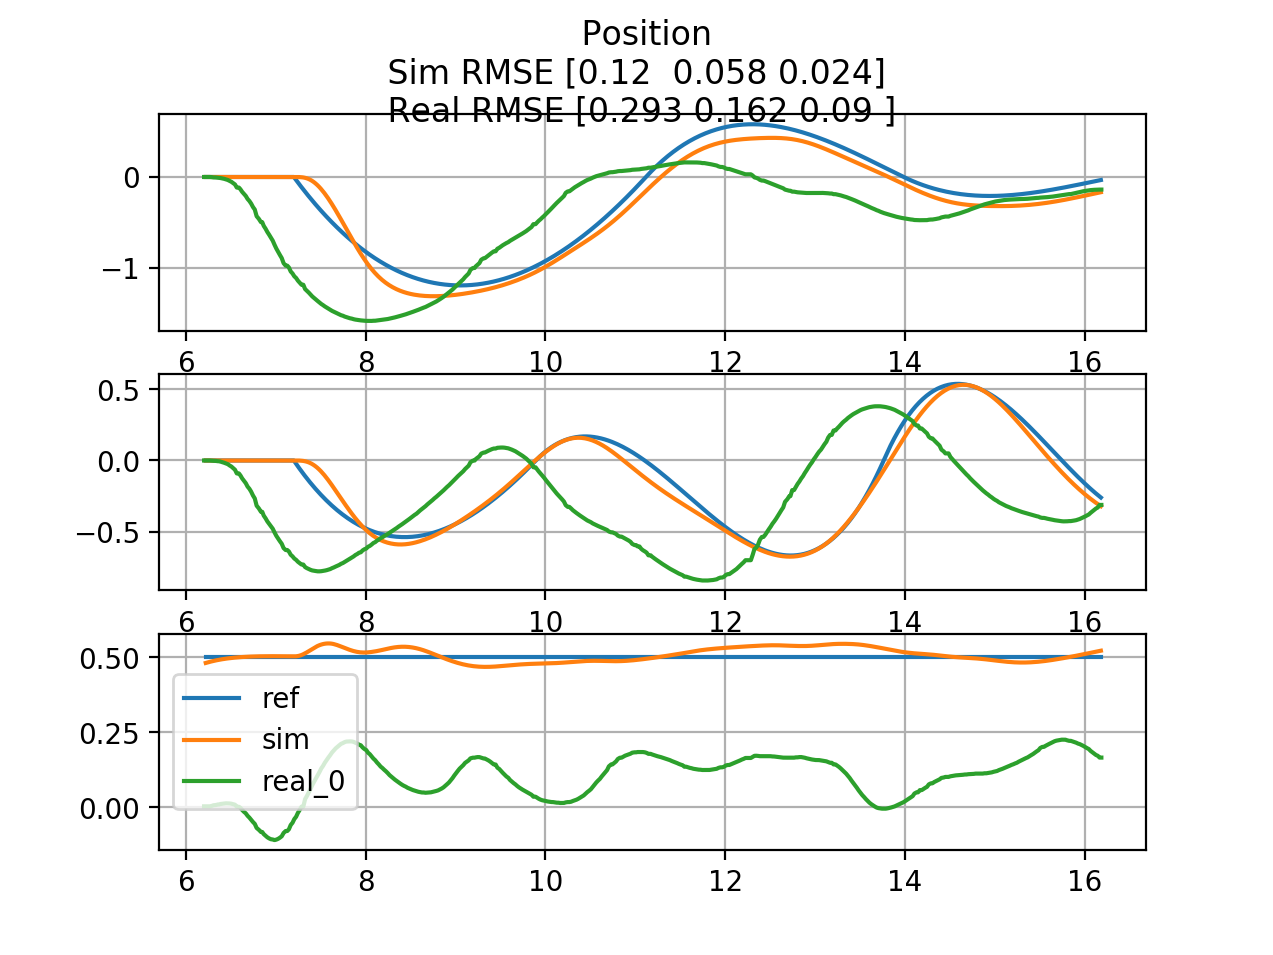 Position
Sim RMSE [0.12  0.058 0.024]
Real RMSE [0.293 0.162 0.09 ]
0
−1
6 8 10 12 14 16
0.5
0.0
−0.5
6 8 10 12 14 16
0.50
0.25
0.00
ref
sim
real_0
6 8 10 12 14 16